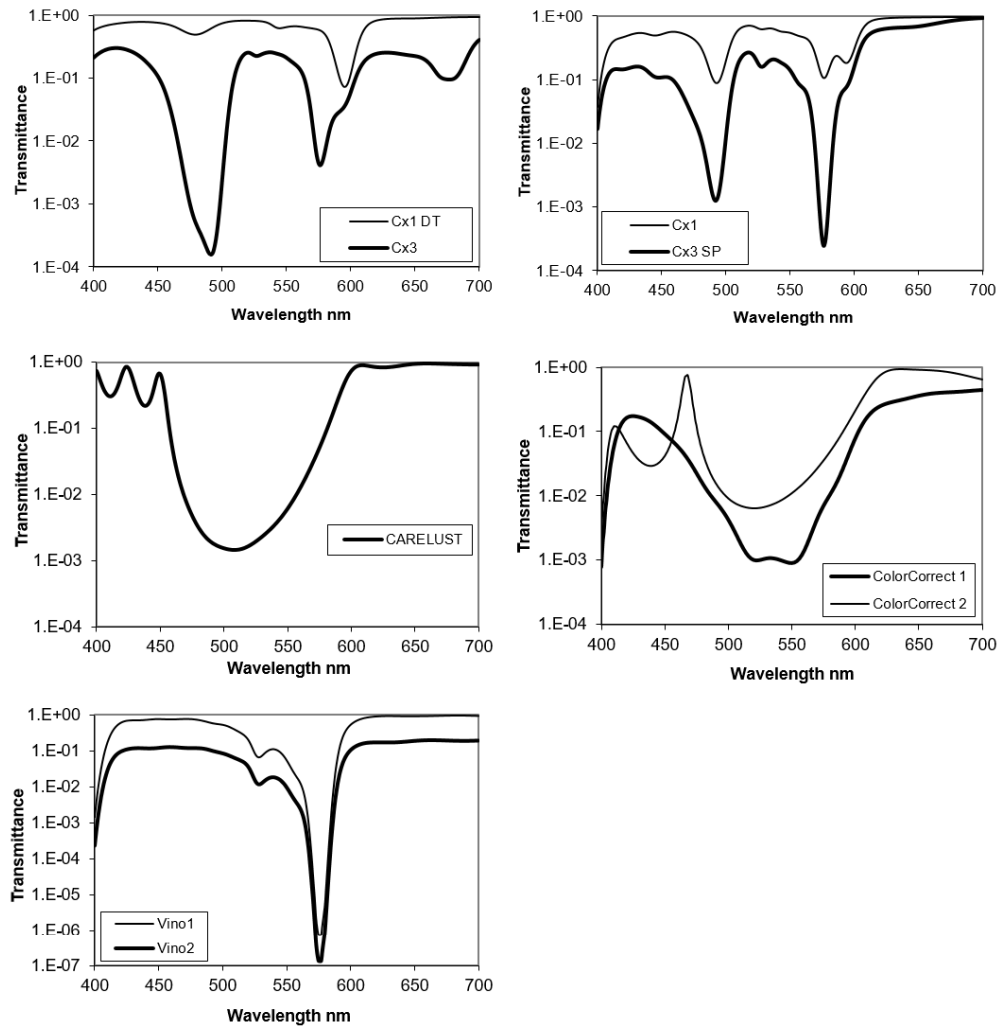 1.E+00
1.E-01
1.E-02
1.E-03
1.E-04
Transmittance
Cx1 DT
Cx3
400 450 500 550 600 650 700
Wavelength nm
1.E+00
1.E-01
1.E-02
1.E-03
1.E-04
Transmittance
Cx1
Cx3 SP
400 450 500 550 600 650 700
Wavelength nm
1.E+00
1.E-01
1.E-02
1.E-03
1.E-04
Transmittance
CARELUST
400 450 500 550 600 650 700
Wavelength nm
1.E+00
1.E-01
1.E-02
1.E-03
1.E-04
Transmittance
ColorCorrect 1
ColorCorrect 2
400 450 500 550 600 650 700
Wavelength nm
1.E+00
1.E-01
1.E-02
1.E-03
1.E-04
1.E-05
1.E-06
1.E-07
Transmittance
Vino1
Vino2
400 450 500 550 600 650 700
Wavelength nm